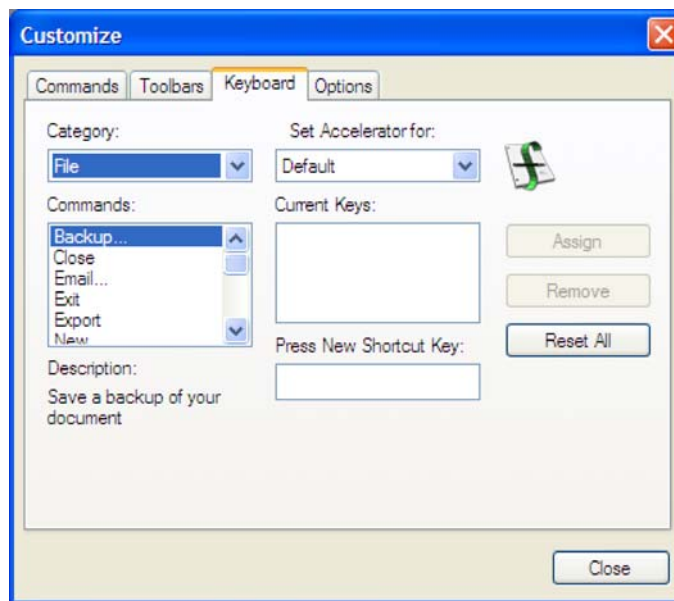 Customize
Commands
Toolbars
Keyboard
Options
Category:
Set Accelerator for:
File
Default
Commands:
Current Keys:
Backup...
Close
Email...
Exit
Export
New
Assign
Remove
Reset All
Press New Shortcut Key:
Description:
Save a backup of your
document
Close